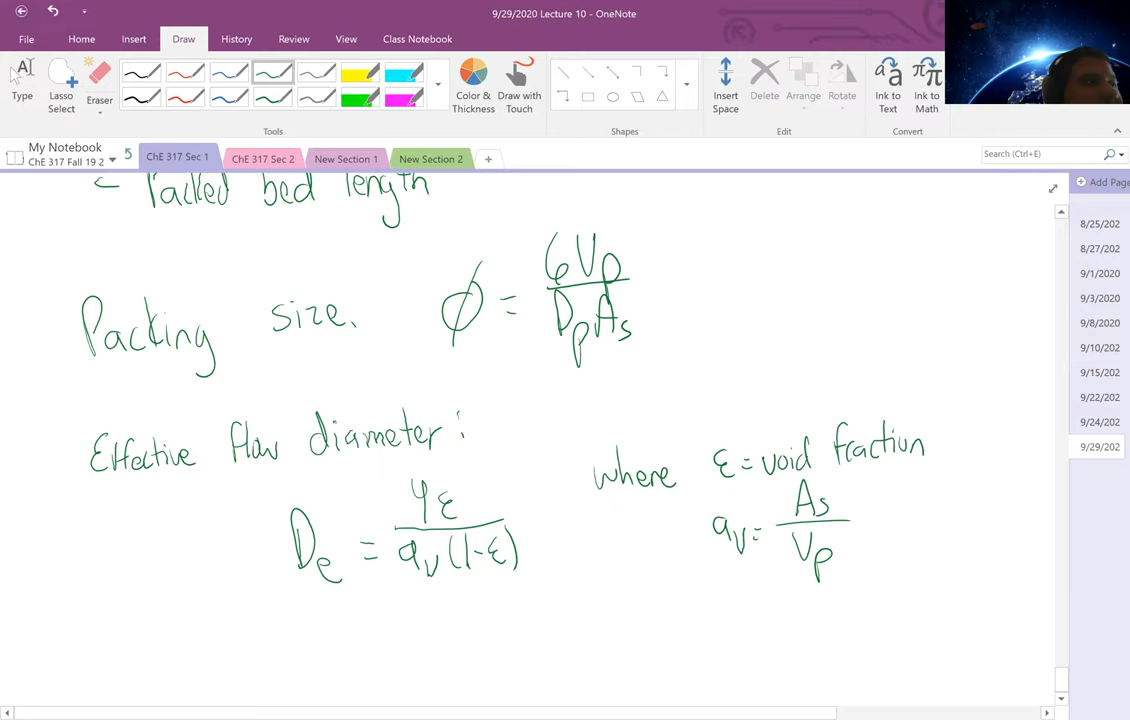 9/29/2020 Lecture 10 - OneNote
File Home Insert Draw History Review View Class Notebook
Type
Lasso Select
Eraser
Color & Thickness
Draw with Touch
Insert Space
Delete
Arrange
Rotate
Ink to Text
Ink to Math
Tools
Shapes
Edit
Convert
My Notebook
ChE 317 Fall 19 2
ChE 317 Sec 1
ChE 317 Sec 2
New Section 1
New Section 2
+
Search (Ctrl+E)
Add Page
8/25/202
8/27/202
9/1/2020
9/3/2020
9/8/2020
9/10/202
9/15/202
9/22/202
9/24/202
9/29/202
Packed bed length
Packing size. ϕ = 6Vp / DpAs
Effective flow diameter:
where ε = void fraction
De = 4ε / av(1-ε)
av = As / Vp